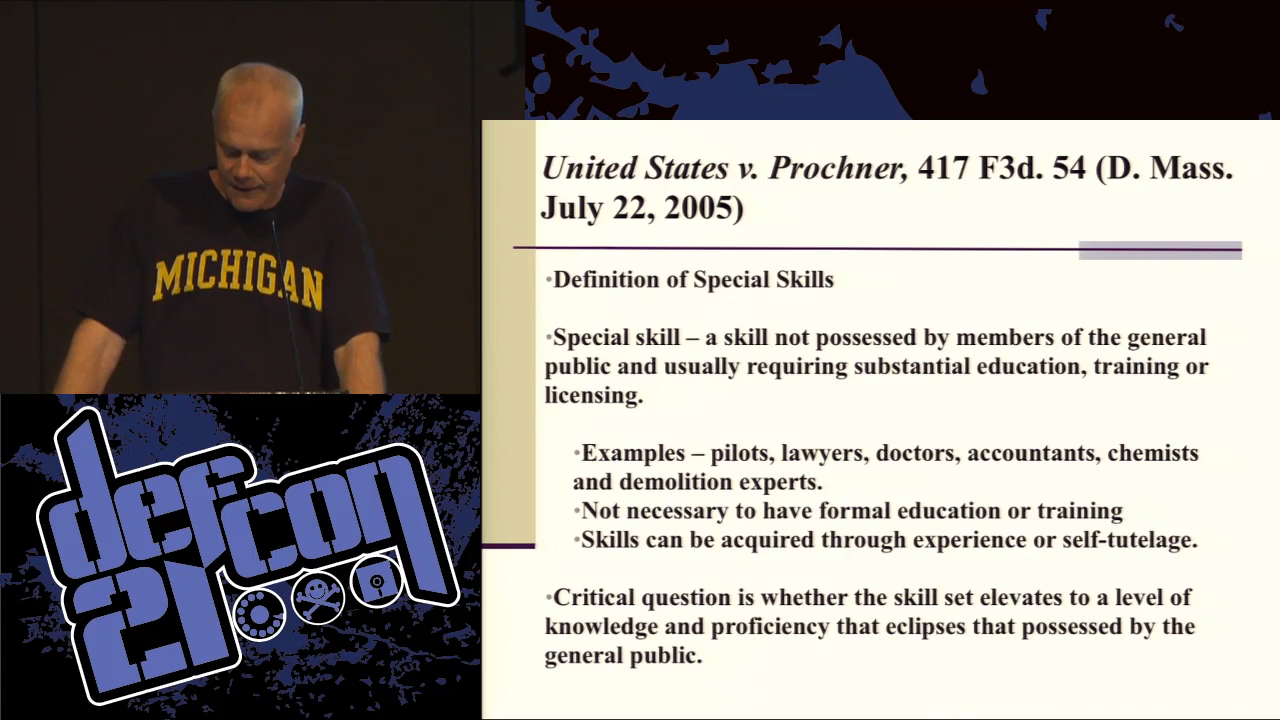 MICHIGAN
defcon
21
United States v. Prochner, 417 F3d. 54 (D. Mass.
July 22, 2005)
•Definition of Special Skills
•Special skill – a skill not possessed by members of the general
public and usually requiring substantial education, training or
licensing.
•Examples – pilots, lawyers, doctors, accountants, chemists
and demolition experts.
•Not necessary to have formal education or training
•Skills can be acquired through experience or self-tutelage.
•Critical question is whether the skill set elevates to a level of
knowledge and proficiency that eclipses that possessed by the
general public.